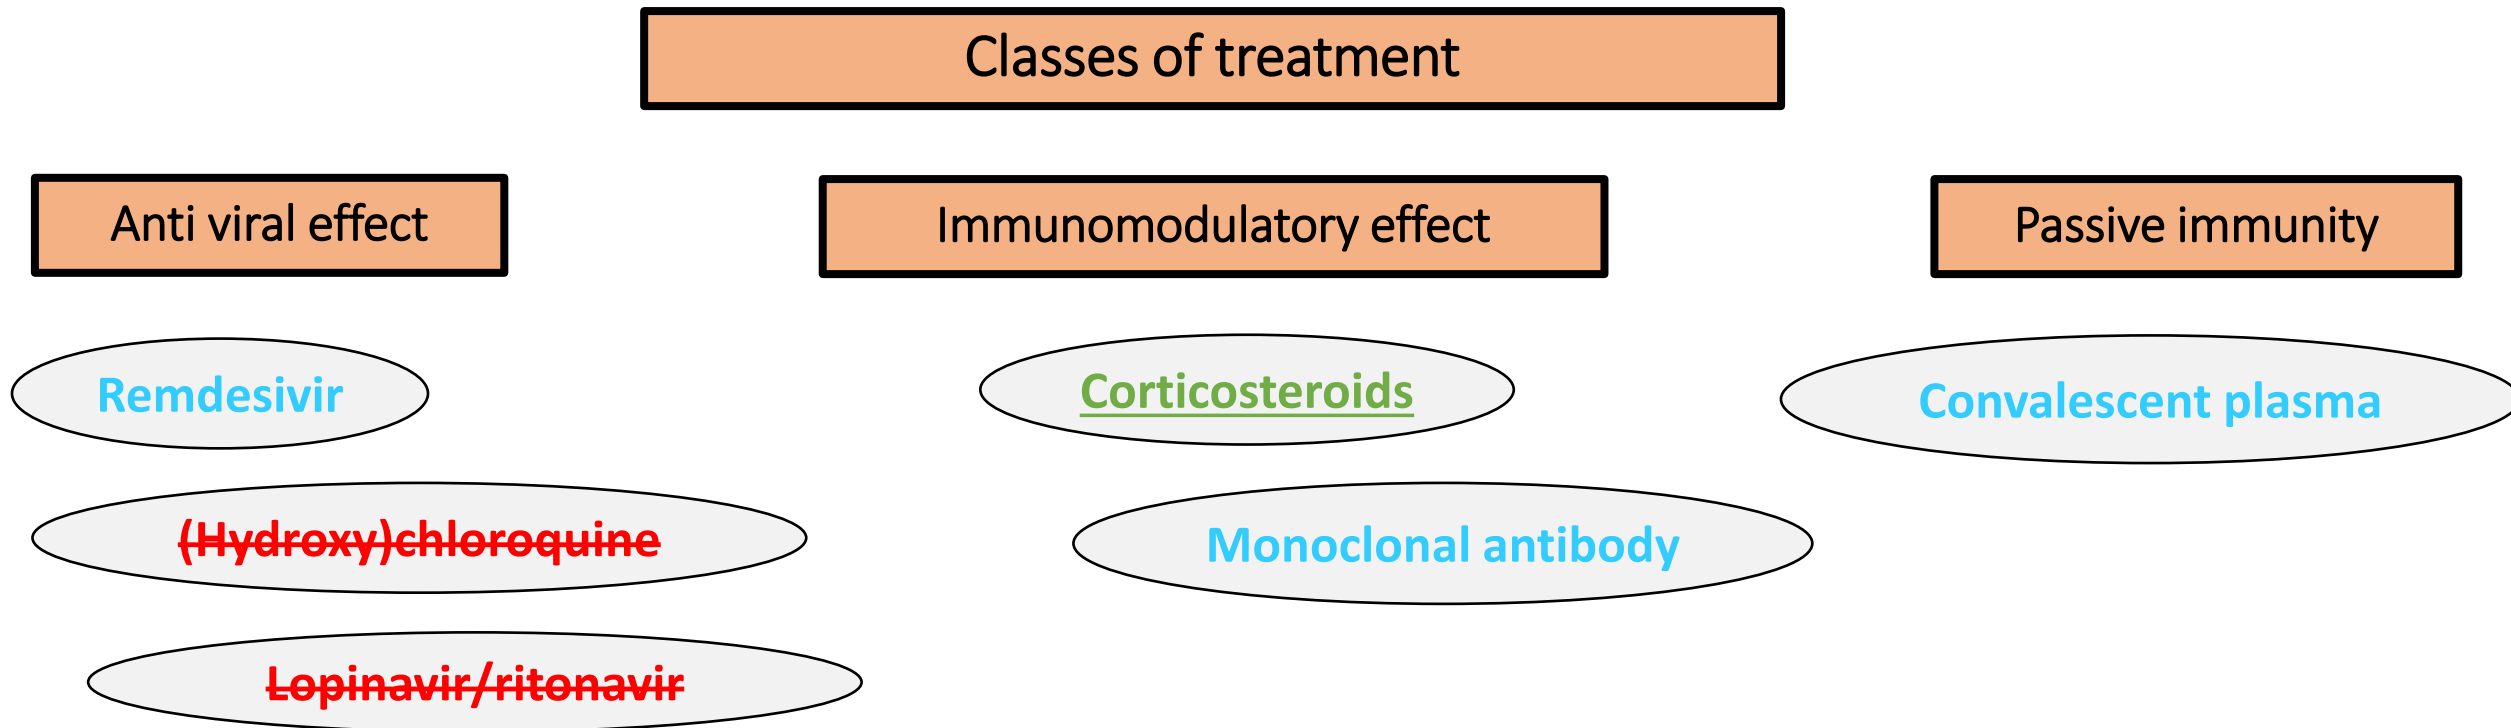 Classes of treatment
Anti viral effect
Immunomodulatory effect
Passive immunity
Remdesivir
Corticosteroids
Convalescent plasma
(Hydroxy)chloroquine
Monoclonal antibody
Lopinavir/ritonavir